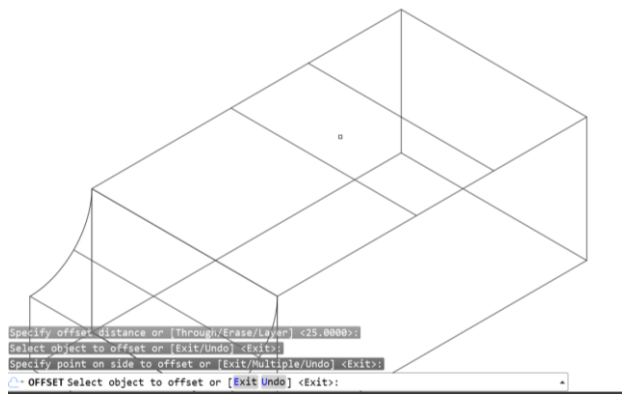 Specify offset distance or [Through/Erase/Layer] <25.0000>:
Select object to offset or [Exit/Undo] <Exit>:
Specify point on side to offset or [Exit/Multiple/Undo] <Exit>:
OFFSET Select object to offset or [Exit Undo] <Exit>: